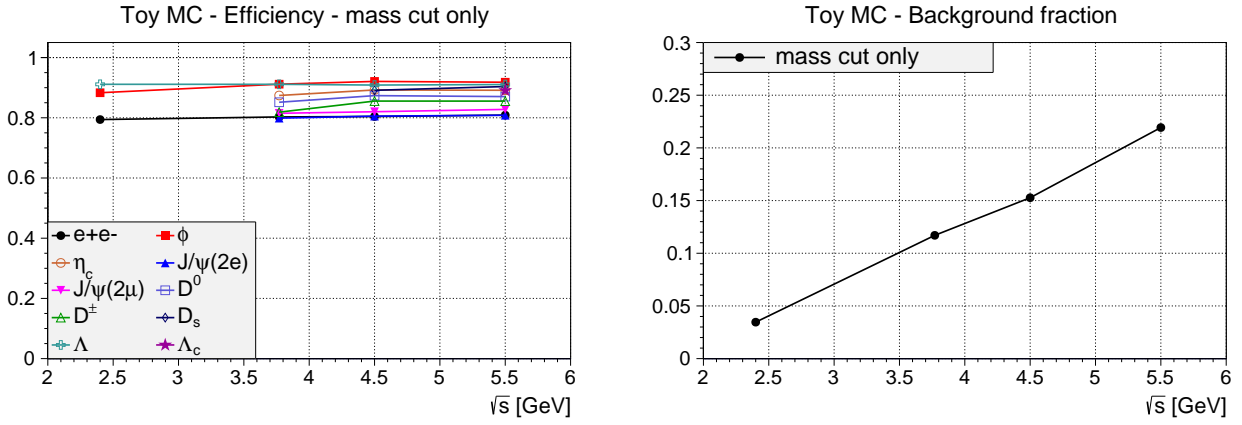 Toy MC - Efficiency - mass cut only
1
0.8
0.6
0.4
0.2
0
e+e- ϕ
η_c J/ψ(2e)
J/ψ(2μ) D^0
D^± D_s
Λ Λ_c
2 2.5 3 3.5 4 4.5 5 5.5 6
√s [GeV]
Toy MC - Background fraction
0.3
0.25
0.2
0.15
0.1
0.05
0
mass cut only
2 2.5 3 3.5 4 4.5 5 5.5 6
√s [GeV]